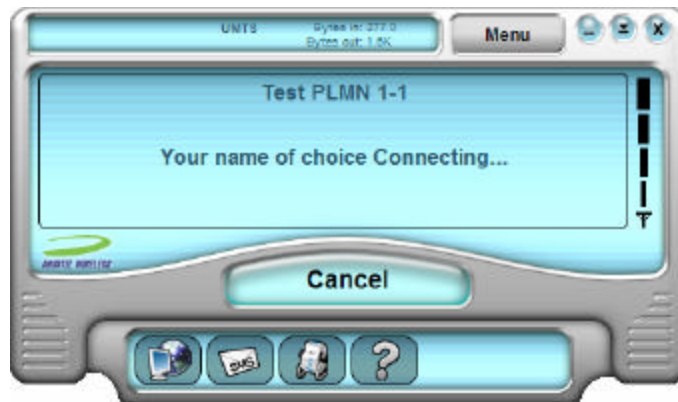 UMTS
Bytes in: 277.0
Bytes out: 1.6K
Menu
X
Test PLMN 1-1
Your name of choice Connecting...
Cancel
SMS
?